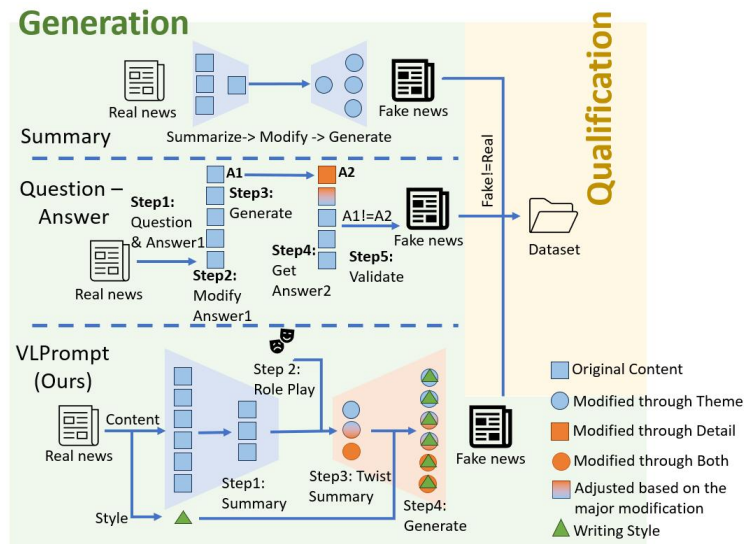 Generation
Qualification
Real news
Fake news
Summary
Summarize-> Modify -> Generate
Question –
Answer
Step1:
Question
& Answer1
A1
A2
Step3:
Generate
A1!=A2
Fake news
Real news
Step2:
Modify
Answer1
Step4:
Get
Answer2
Step5:
Validate
Fake!=Real
Dataset
VLPrompt
(Ours)
Step 2:
Role Play
Content
Real news
Step1:
Summary
Step3: Twist
Summary
Step4:
Generate
Style
Fake news
Original Content
Modified through Theme
Modified through Detail
Modified through Both
Adjusted based on the
major modification
Writing Style